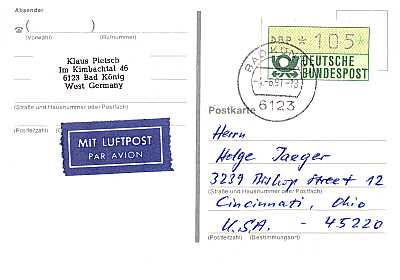 Absender
☎ ( )
(Vorwahl) (Rufnummer)
Klaus Pietsch
Im Kimbachtal 46
6123 Bad König
West Germany
(Straße und Hausnummer oder Postfach)
(Postleitzahl) (Ort)
MIT LUFTPOST
PAR AVION
DBP * 105 *
DEUTSCHE
BUNDESPOST
BAD KÖNIG
6123
Postkarte
Herrn
Helge Jaeger
3239 Bishop Street 12
(Straße und Hausnummer oder Postfach)
Cincinnati, Ohio
U.S.A. - 45220
(Postleitzahl) (Bestimmungsort)